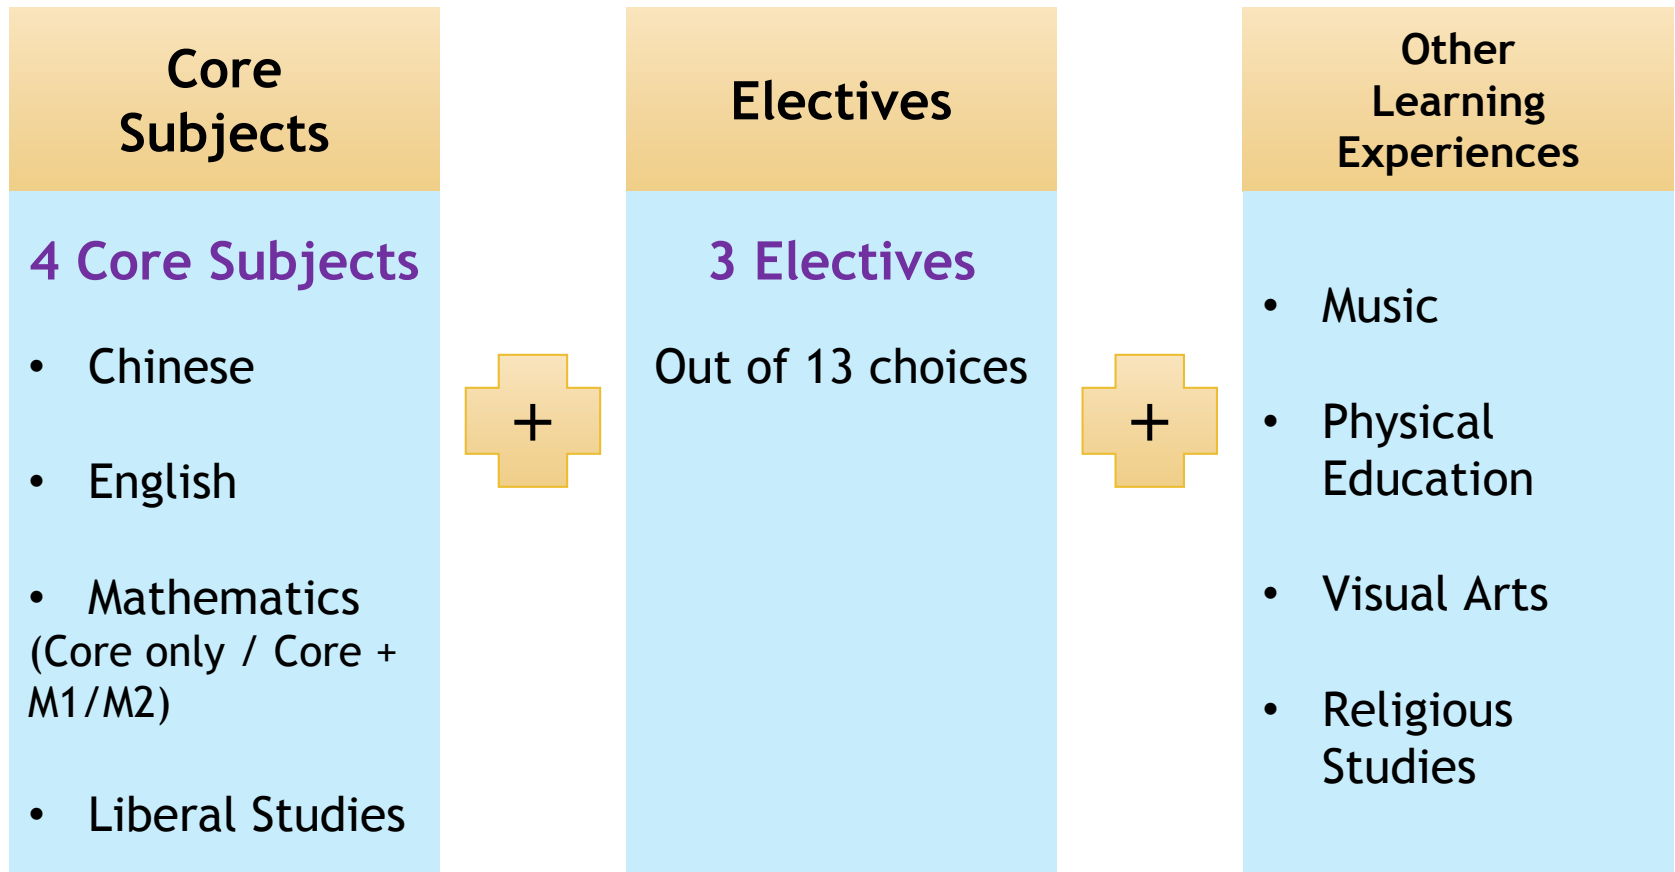 Core
Subjects
4 Core Subjects
• Chinese
• English
• Mathematics
(Core only / Core +
M1/M2)
• Liberal Studies
+
Electives
3 Electives
Out of 13 choices
+
Other
Learning
Experiences
• Music
• Physical
Education
• Visual Arts
• Religious
Studies